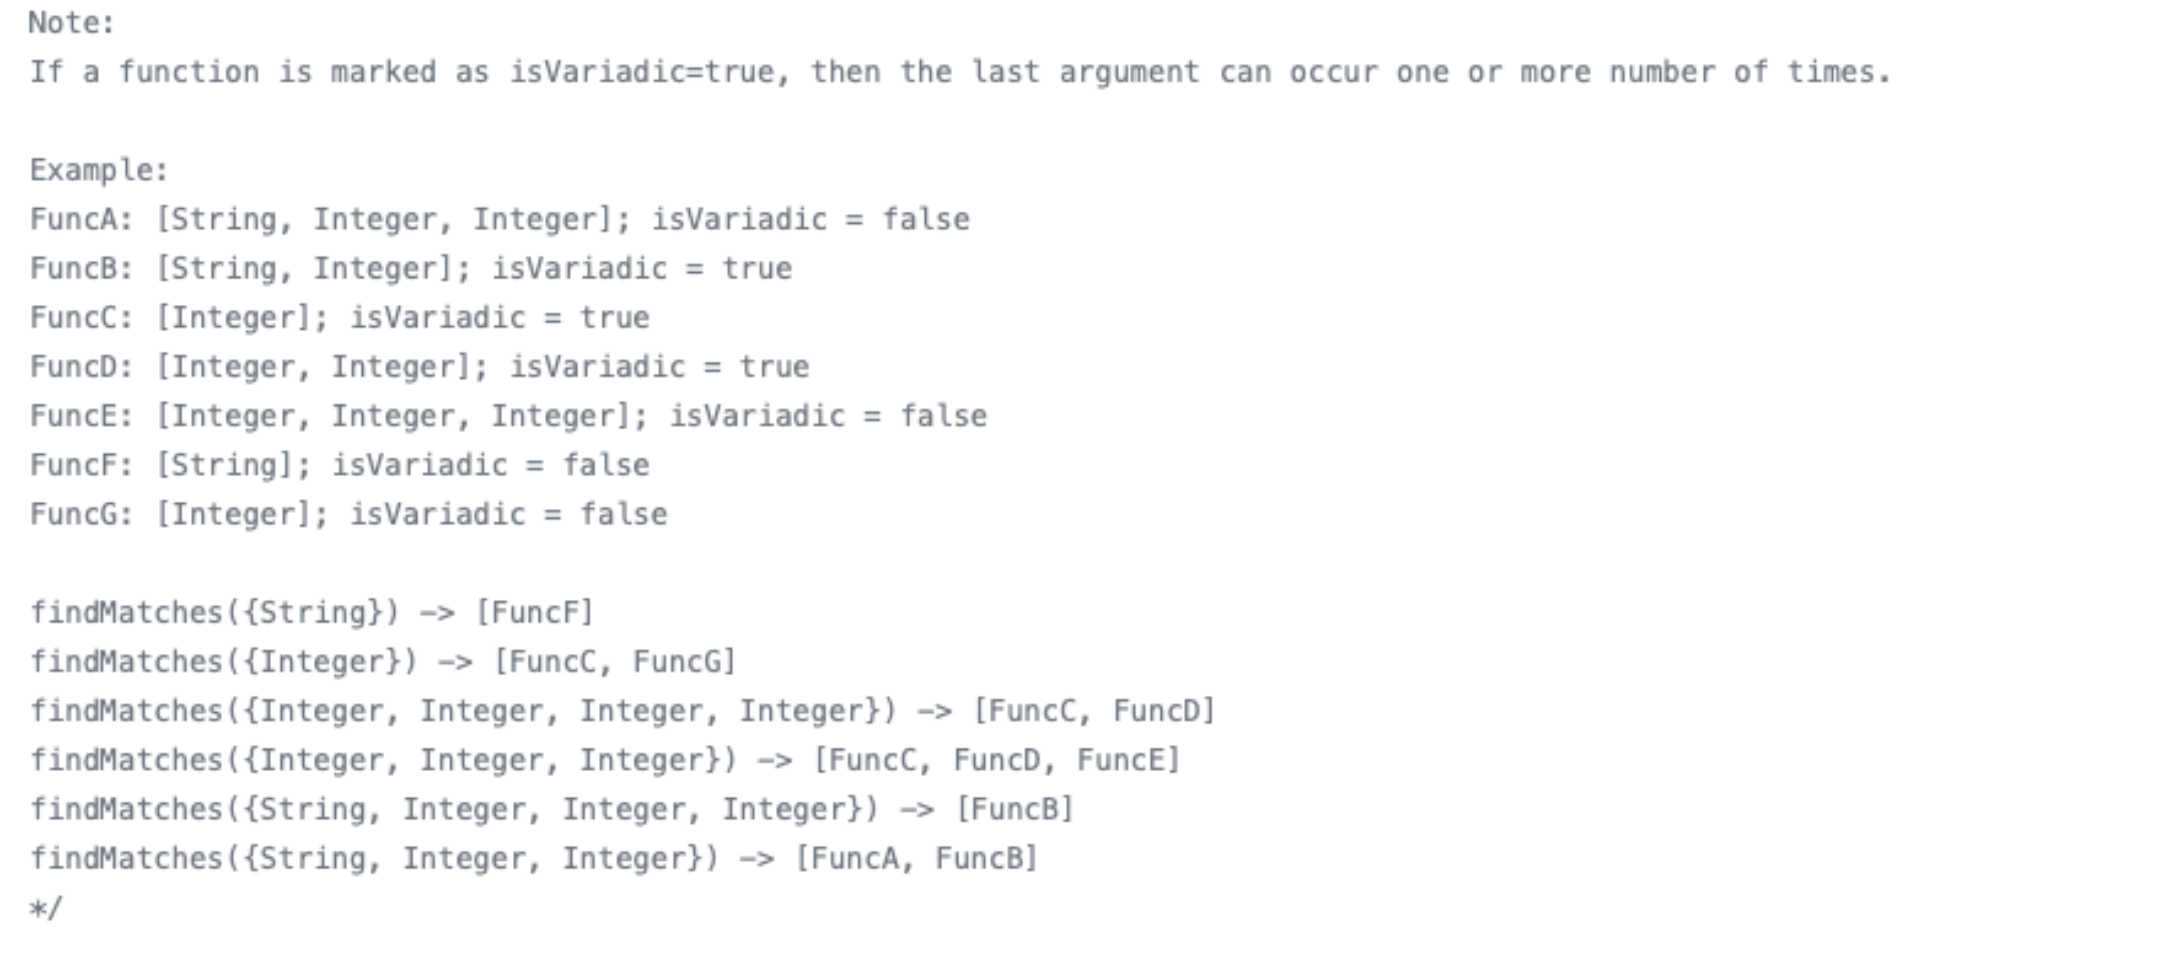 Note:
If a function is marked as isVariadic=true, then the last argument can occur one or more number of times.
Example:
FuncA: [String, Integer, Integer]; isVariadic = false
FuncB: [String, Integer]; isVariadic = true
FuncC: [Integer]; isVariadic = true
FuncD: [Integer, Integer]; isVariadic = true
FuncE: [Integer, Integer, Integer]; isVariadic = false
FuncF: [String]; isVariadic = false
FuncG: [Integer]; isVariadic = false
findMatches({String}) –> [FuncF]
findMatches({Integer}) –> [FuncC, FuncG]
findMatches({Integer, Integer, Integer, Integer}) –> [FuncC, FuncD]
findMatches({Integer, Integer, Integer}) –> [FuncC, FuncD, FuncE]
findMatches({String, Integer, Integer, Integer}) –> [FuncB]
findMatches({String, Integer, Integer}) –> [FuncA, FuncB]
*/